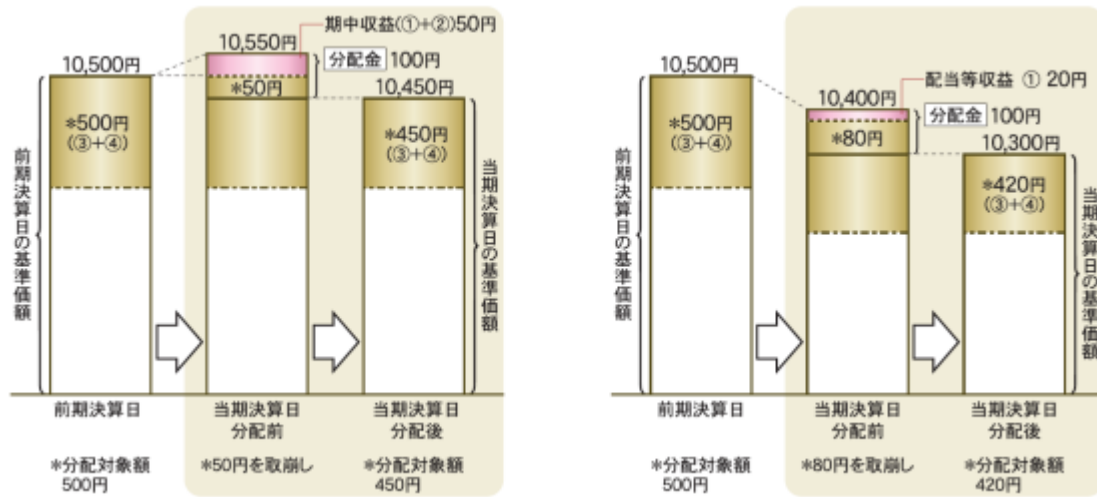 期中収益(①+②)50円
10,550円
10,500円
分配金 100円
*50円
10,450円
*500円
(③+④)
*450円
(③+④)
前期決算日の基準価額
当期決算日の基準価額
前期決算日
当期決算日
分配前
当期決算日
分配後
*分配対象額
500円
*50円を取崩し
*分配対象額
450円
10,500円
配当等収益 ① 20円
10,400円
分配金 100円
*500円
(③+④)
*80円
10,300円
*420円
(③+④)
前期決算日の基準価額
当期決算日の基準価額
前期決算日
当期決算日
分配前
当期決算日
分配後
*分配対象額
500円
*80円を取崩し
*分配対象額
420円